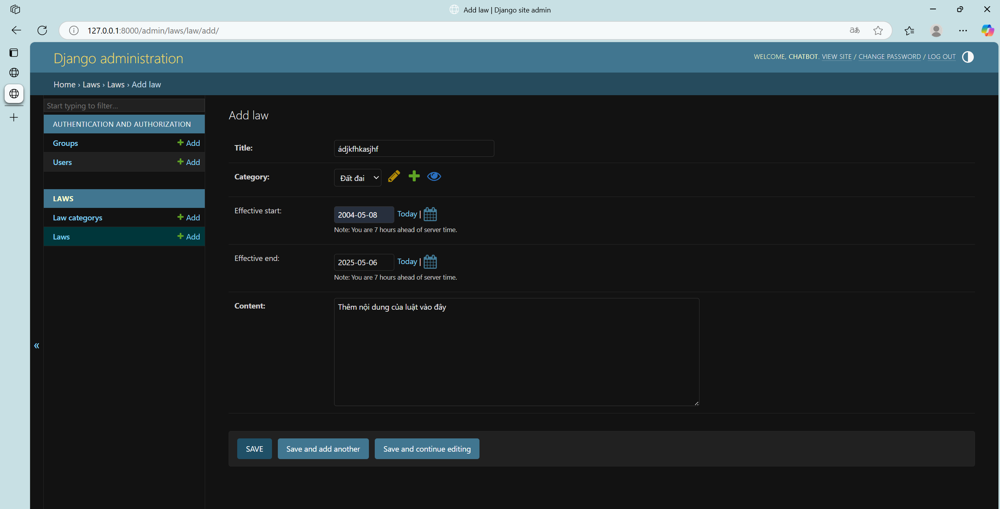 Add law | Django site admin
127.0.0.1:8000/admin/laws/law/add/
aあ
Django administration
WELCOME, CHATBOT. VIEW SITE / CHANGE PASSWORD / LOG OUT
Home › Laws › Laws › Add law
Start typing to filter...
AUTHENTICATION AND AUTHORIZATION
Groups
Add
Users
Add
LAWS
Law categorys
Add
Laws
Add
«
Add law
Title:
ádjkfhkasjhf
Category:
Đất đai
Effective start:
2004-05-08
Today |
Note: You are 7 hours ahead of server time.
Effective end:
2025-05-06
Today |
Note: You are 7 hours ahead of server time.
Content:
Thêm nội dung của luật vào đây
SAVE
Save and add another
Save and continue editing